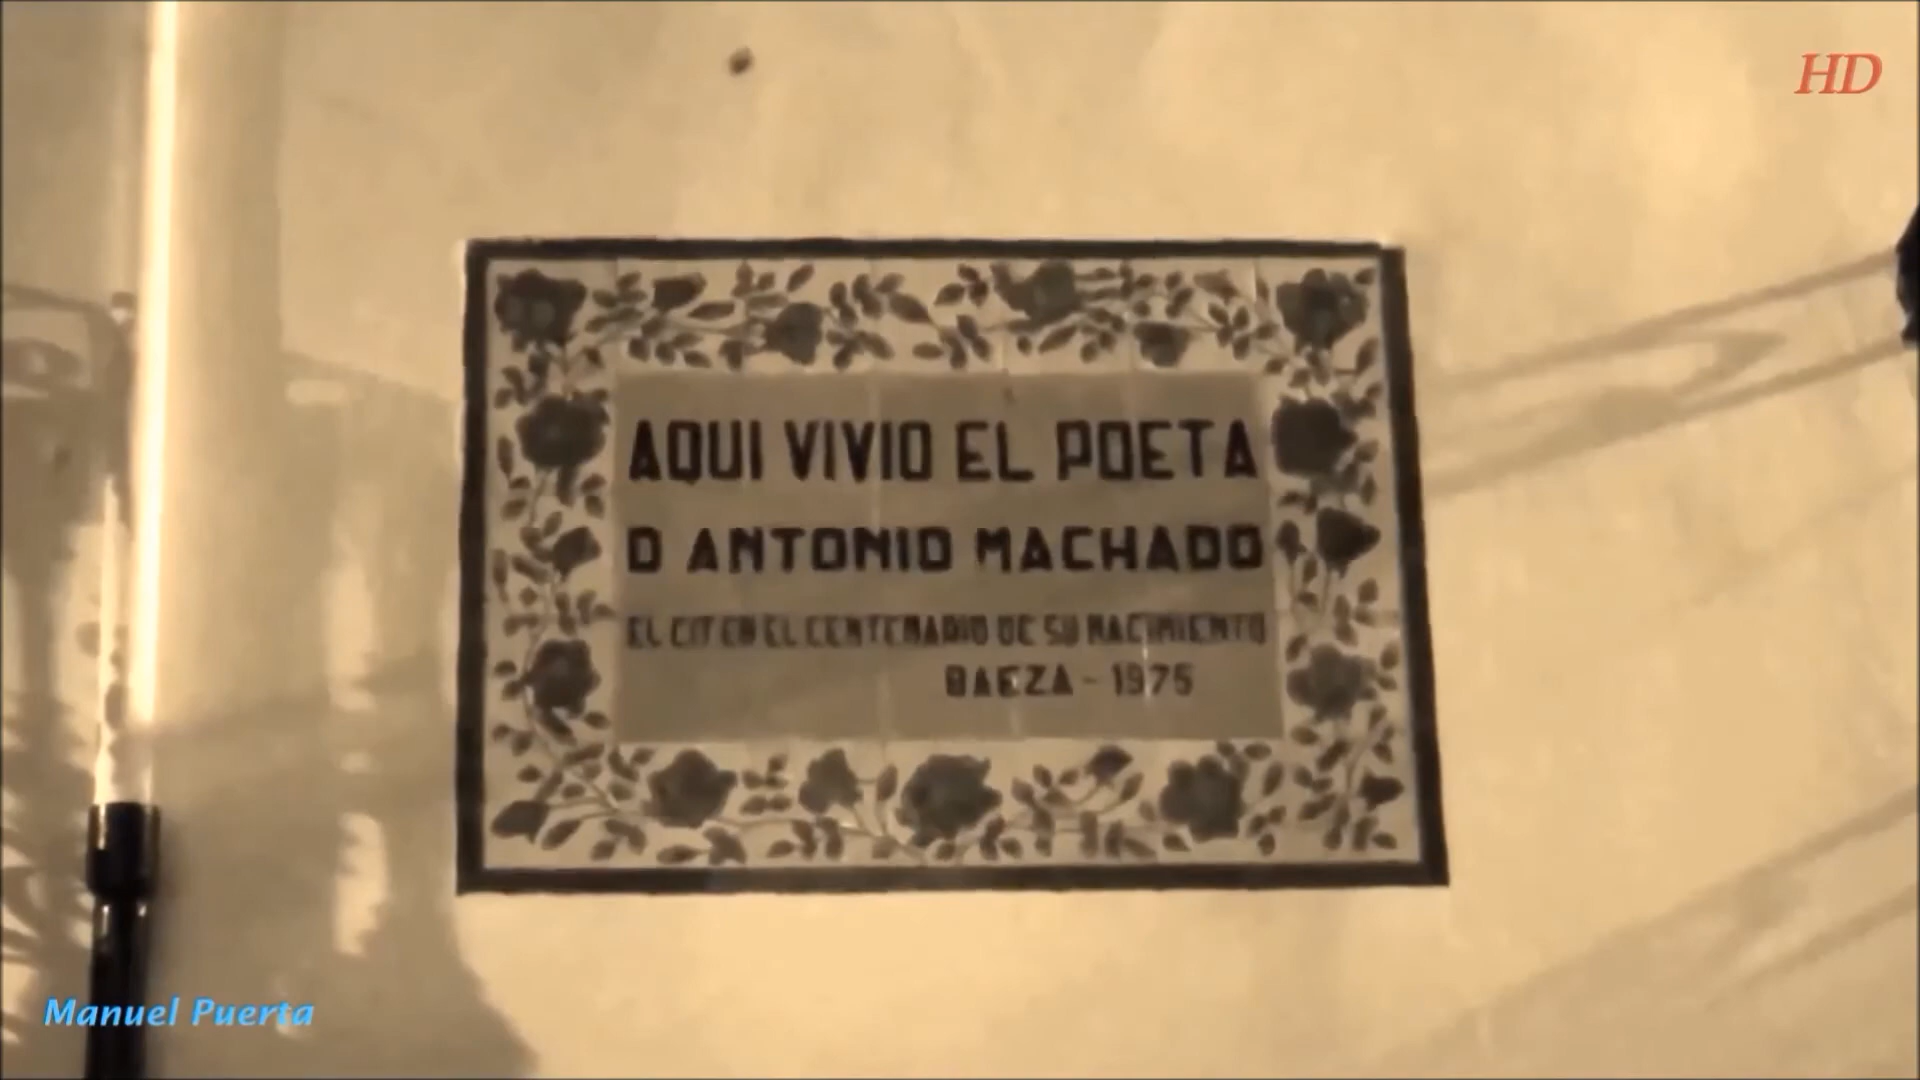 HD
AQUI VIVIO EL POETA
D ANTONIO MACHADO
EL CIT EN EL CENTENARIO DE SU NACIMIENTO
BAEZA - 1975
Manuel Puerta